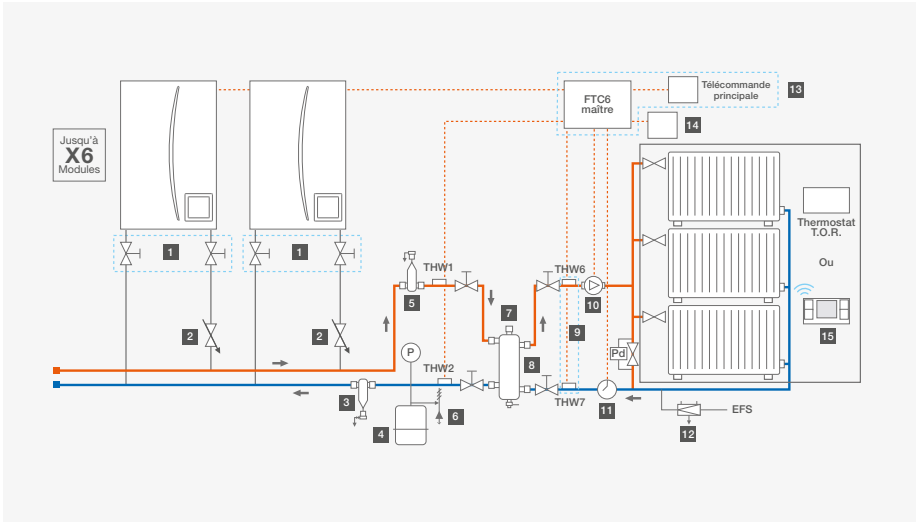 FTC6
maître
Télécommande
principale
13
14
Jusqu'à
X6
Modules
1
1
THW1
THW6
5
10
Thermostat
T.O.R.
Ou
15
2
2
7
9
P
8
Pd
THW2
THW7
3
4
6
11
EFS
12